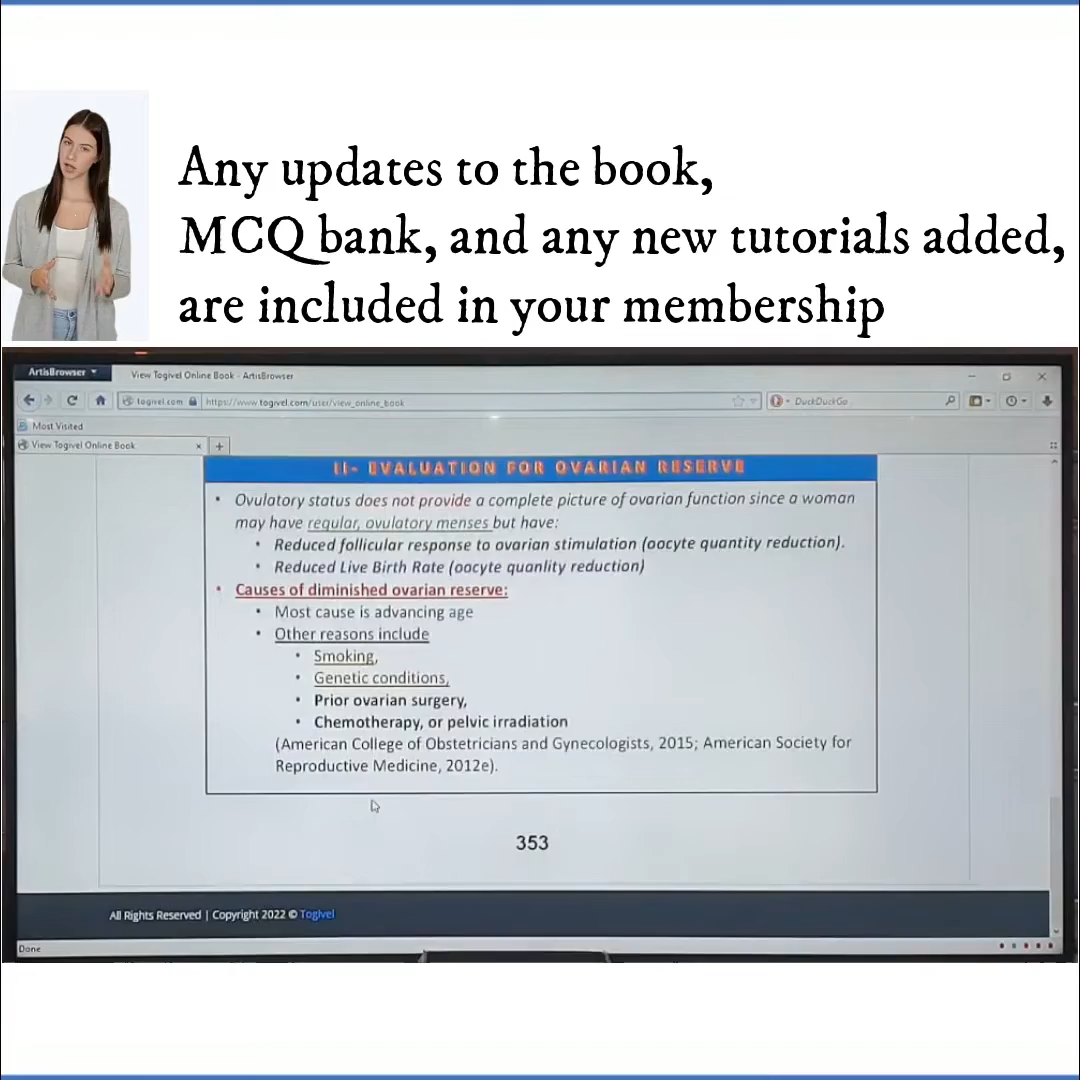 Any updates to the book,
MCQ bank, and any new tutorials added,
are included in your membership
ArtisBrowser
View Togivel Online Book - ArtisBrowser
togivel.com
https://www.togivel.com/user/view_online_book
DuckDuckGo
Most Visited
View Togivel Online Book
II- EVALUATION FOR OVARIAN RESERVE
• Ovulatory status does not provide a complete picture of ovarian function since a woman
may have regular, ovulatory menses but have:
• Reduced follicular response to ovarian stimulation (oocyte quantity reduction).
• Reduced Live Birth Rate (oocyte quanlity reduction)
• Causes of diminished ovarian reserve:
• Most cause is advancing age
• Other reasons include
• Smoking,
• Genetic conditions,
• Prior ovarian surgery,
• Chemotherapy, or pelvic irradiation
(American College of Obstetricians and Gynecologists, 2015; American Society for
Reproductive Medicine, 2012e).
353
All Rights Reserved | Copyright 2022 © Togivel
Done